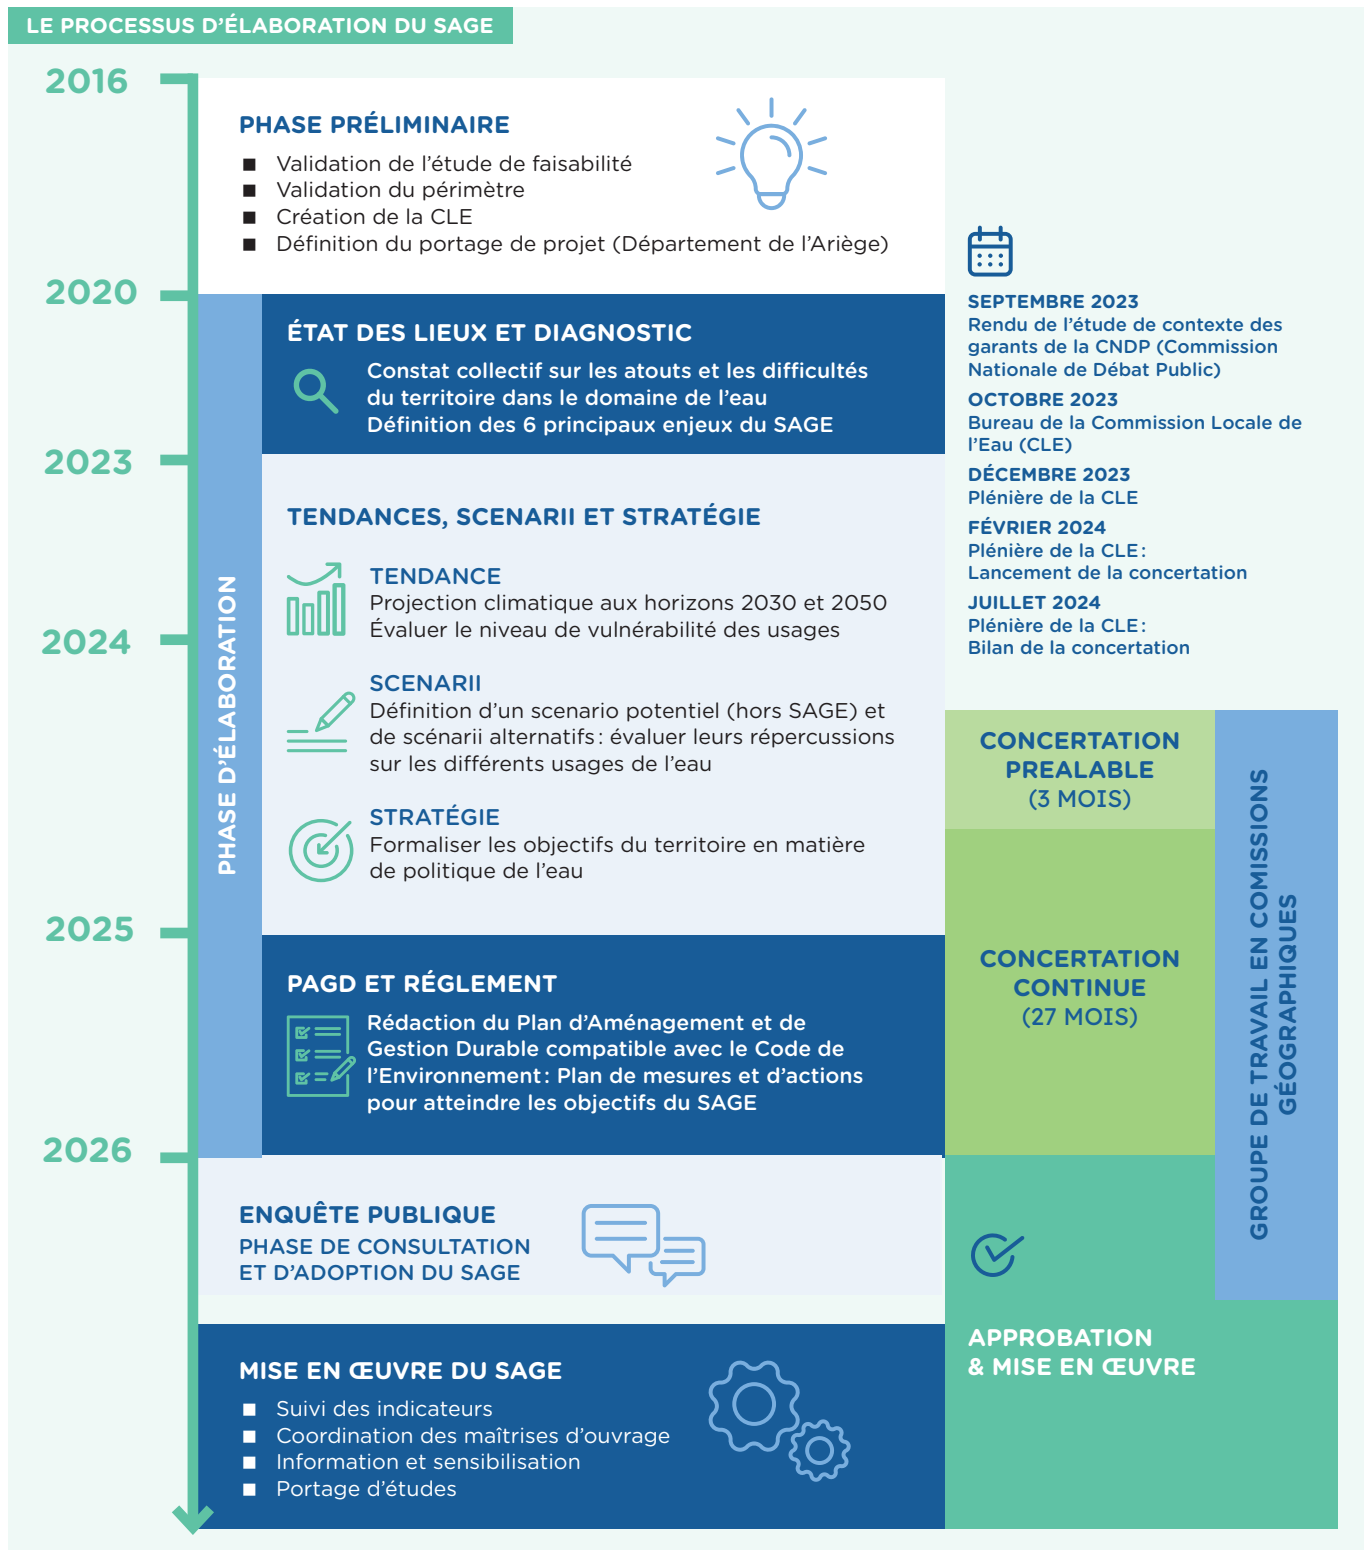 LE PROCESSUS D'ÉLABORATION DU SAGE
2016
PHASE PRÉLIMINAIRE
Validation de l'étude de faisabilité
Validation du périmètre
Création de la CLE
Définition du portage de projet (Département de l'Ariège)
2020
ÉTAT DES LIEUX ET DIAGNOSTIC
Constat collectif sur les atouts et les difficultés
du territoire dans le domaine de l'eau
Définition des 6 principaux enjeux du SAGE
2023
PHASE D'ÉLABORATION
TENDANCES, SCENARII ET STRATÉGIE
TENDANCE
Projection climatique aux horizons 2030 et 2050
Évaluer le niveau de vulnérabilité des usages
2024
SCENARII
Définition d'un scenario potentiel (hors SAGE) et
de scénarii alternatifs : évaluer leurs répercussions
sur les différents usages de l'eau
STRATÉGIE
Formaliser les objectifs du territoire en matière
de politique de l'eau
2025
PAGD ET RÉGLEMENT
Rédaction du Plan d'Aménagement et de
Gestion Durable compatible avec le Code de
l'Environnement : Plan de mesures et d'actions
pour atteindre les objectifs du SAGE
2026
ENQUÊTE PUBLIQUE
PHASE DE CONSULTATION
ET D'ADOPTION DU SAGE
MISE EN ŒUVRE DU SAGE
Suivi des indicateurs
Coordination des maîtrises d'ouvrage
Information et sensibilisation
Portage d'études
SEPTEMBRE 2023
Rendu de l'étude de contexte des
garants de la CNDP (Commission
Nationale de Débat Public)
OCTOBRE 2023
Bureau de la Commission Locale de
l'Eau (CLE)
DÉCEMBRE 2023
Plénière de la CLE
FÉVRIER 2024
Plénière de la CLE :
Lancement de la concertation
JUILLET 2024
Plénière de la CLE :
Bilan de la concertation
CONCERTATION
PREALABLE
(3 MOIS)
CONCERTATION
CONTINUE
(27 MOIS)
GROUPE DE TRAVAIL EN COMISSIONS
GÉOGRAPHIQUES
APPROBATION
& MISE EN ŒUVRE